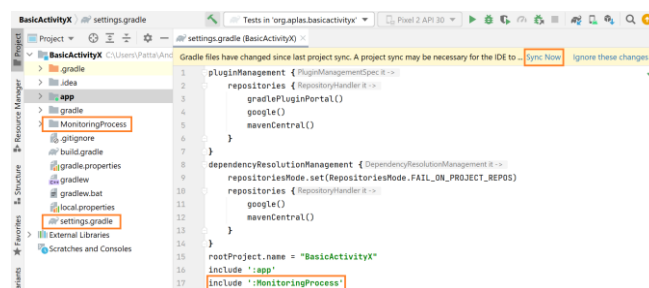 BasicActivityX
settings.gradle
Tests in 'org.aplas.basicactivityx'
Pixel 2 API 30
Project
Project
settings.gradle (BasicActivityX)
BasicActivityX C:\Users\Patta\And
Gradle files have changed since last project sync. A project sync may be necessary for the IDE to ... Sync Now Ignore these changes
.gradle
.idea
app
gradle
MonitoringProcess
.gitignore
build.gradle
gradle.properties
gradlew
gradlew.bat
local.properties
settings.gradle
External Libraries
Scratches and Consoles
Resource Manager
Structure
Favorites
ariants
1 pluginManagement { PluginManagementSpec it ->
2 repositories { RepositoryHandler it ->
3 gradlePluginPortal()
4 google()
5 mavenCentral()
6 }
7 }
8 dependencyResolutionManagement { DependencyResolutionManagement it ->
9 repositoriesMode.set(RepositoriesMode.FAIL_ON_PROJECT_REPOS)
10 repositories { RepositoryHandler it ->
11 google()
12 mavenCentral()
13 }
14 }
15 rootProject.name = "BasicActivityX"
16 include ':app'
17 include ':MonitoringProcess'